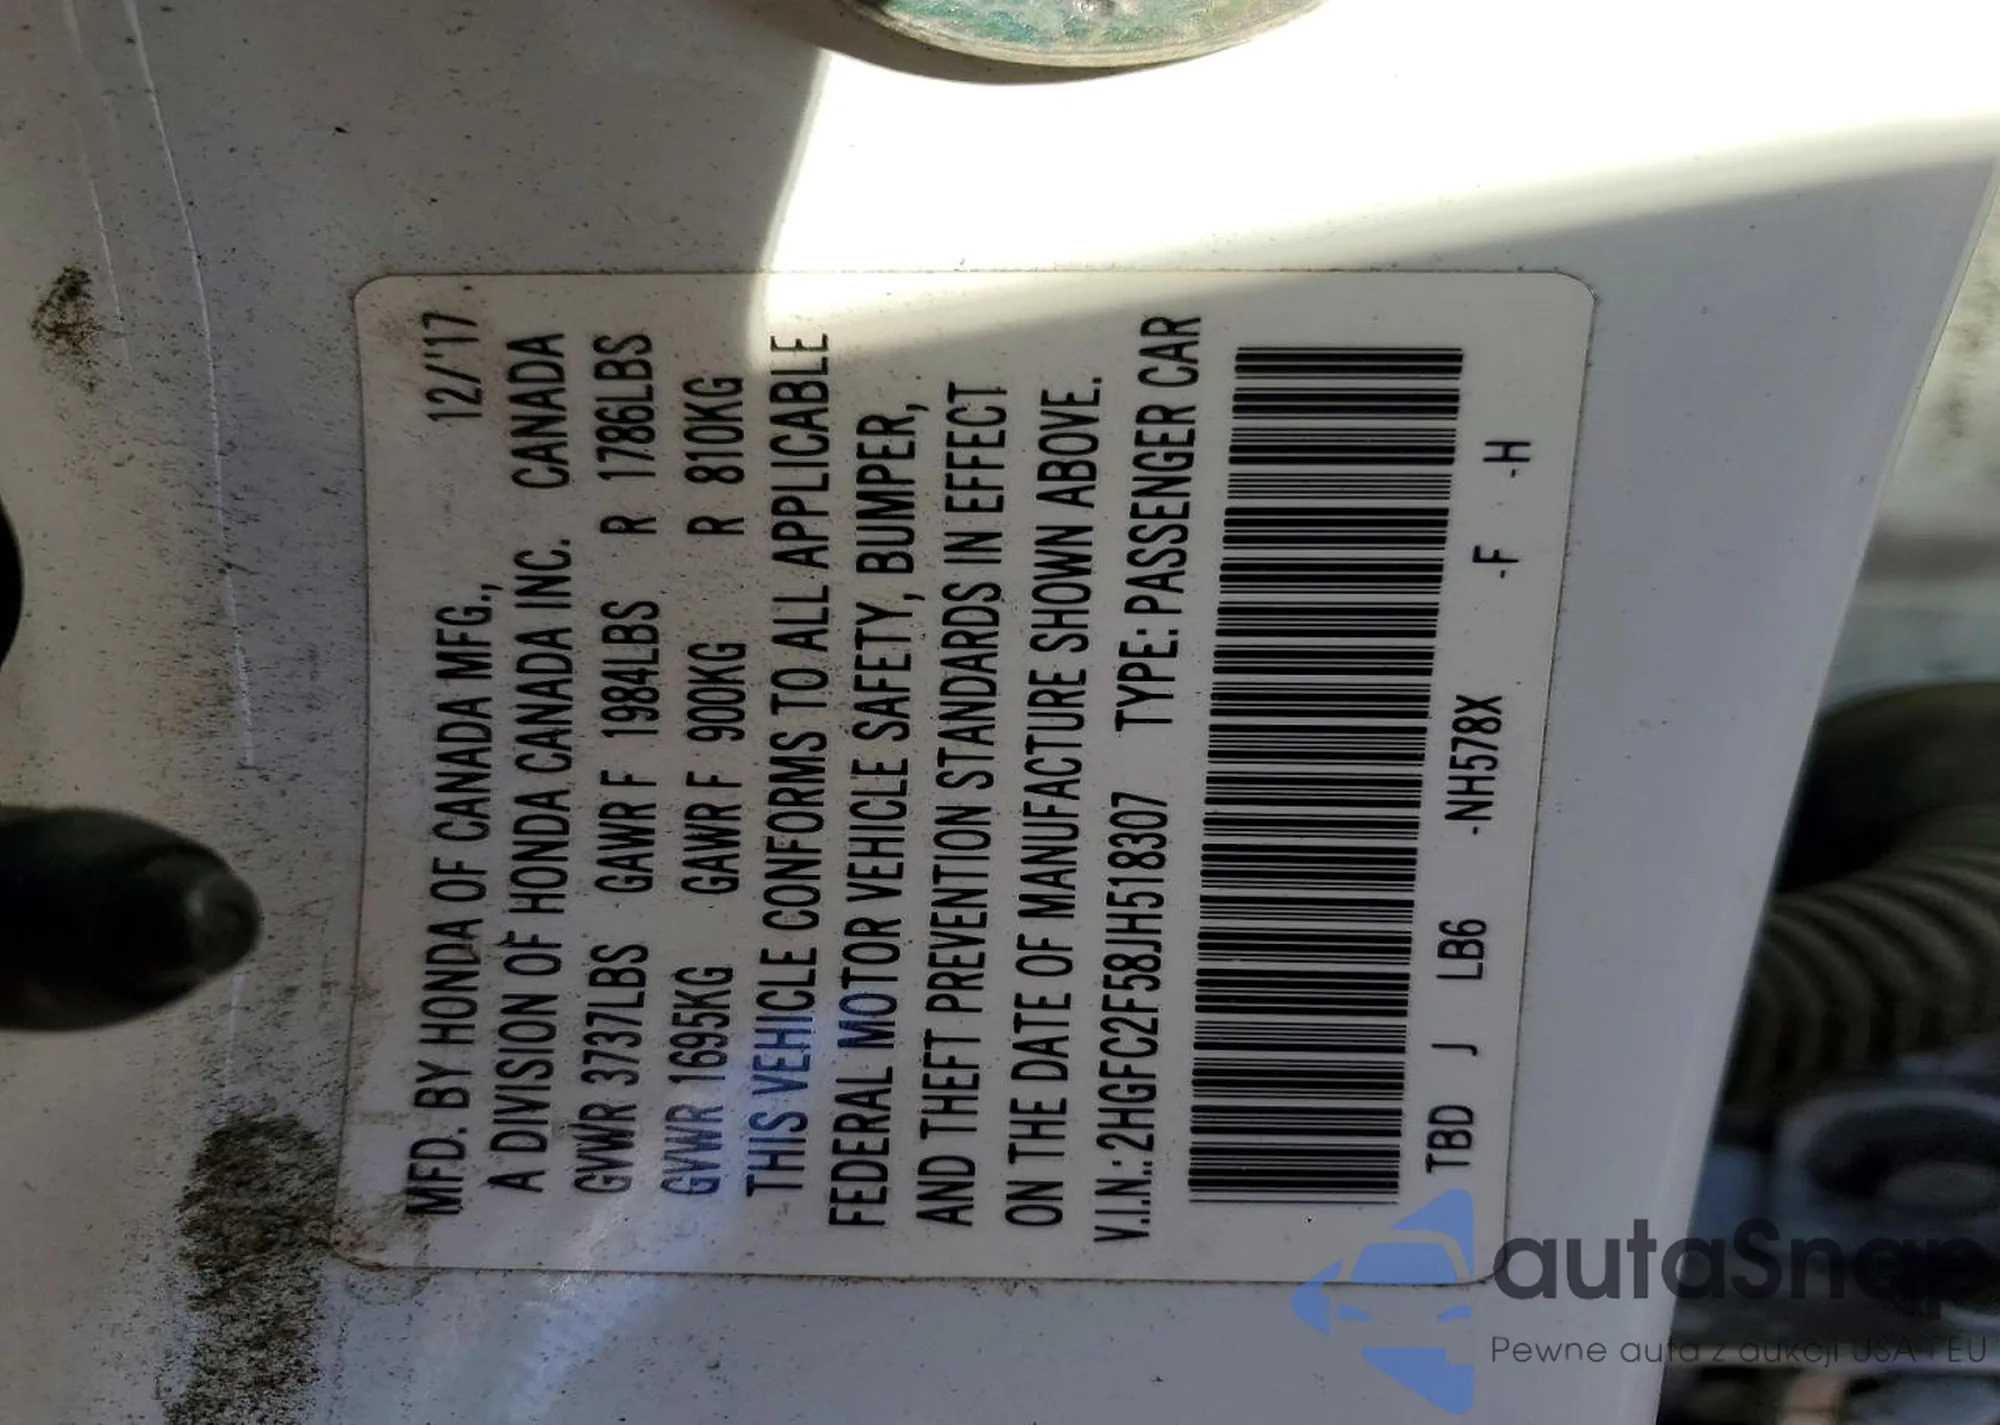 MFD. BY HONDA OF CANADA MFG., 12/'17
A DIVISION OF HONDA CANADA INC. CANADA
GVWR 3737LBS GAWR F 1984LBS R 1786LBS
GVWR 1695KG GAWR F 900KG R 810KG
THIS VEHICLE CONFORMS TO ALL APPLICABLE
FEDERAL MOTOR VEHICLE SAFETY, BUMPER,
AND THEFT PREVENTION STANDARDS IN EFFECT
ON THE DATE OF MANUFACTURE SHOWN ABOVE.
V.I.N.: 2HGFC2F58JH518307 TYPE: PASSENGER CAR
TBD J LB6 -NH578X -F -H
autaSnap
Pewne auta z aukcji USA i EU